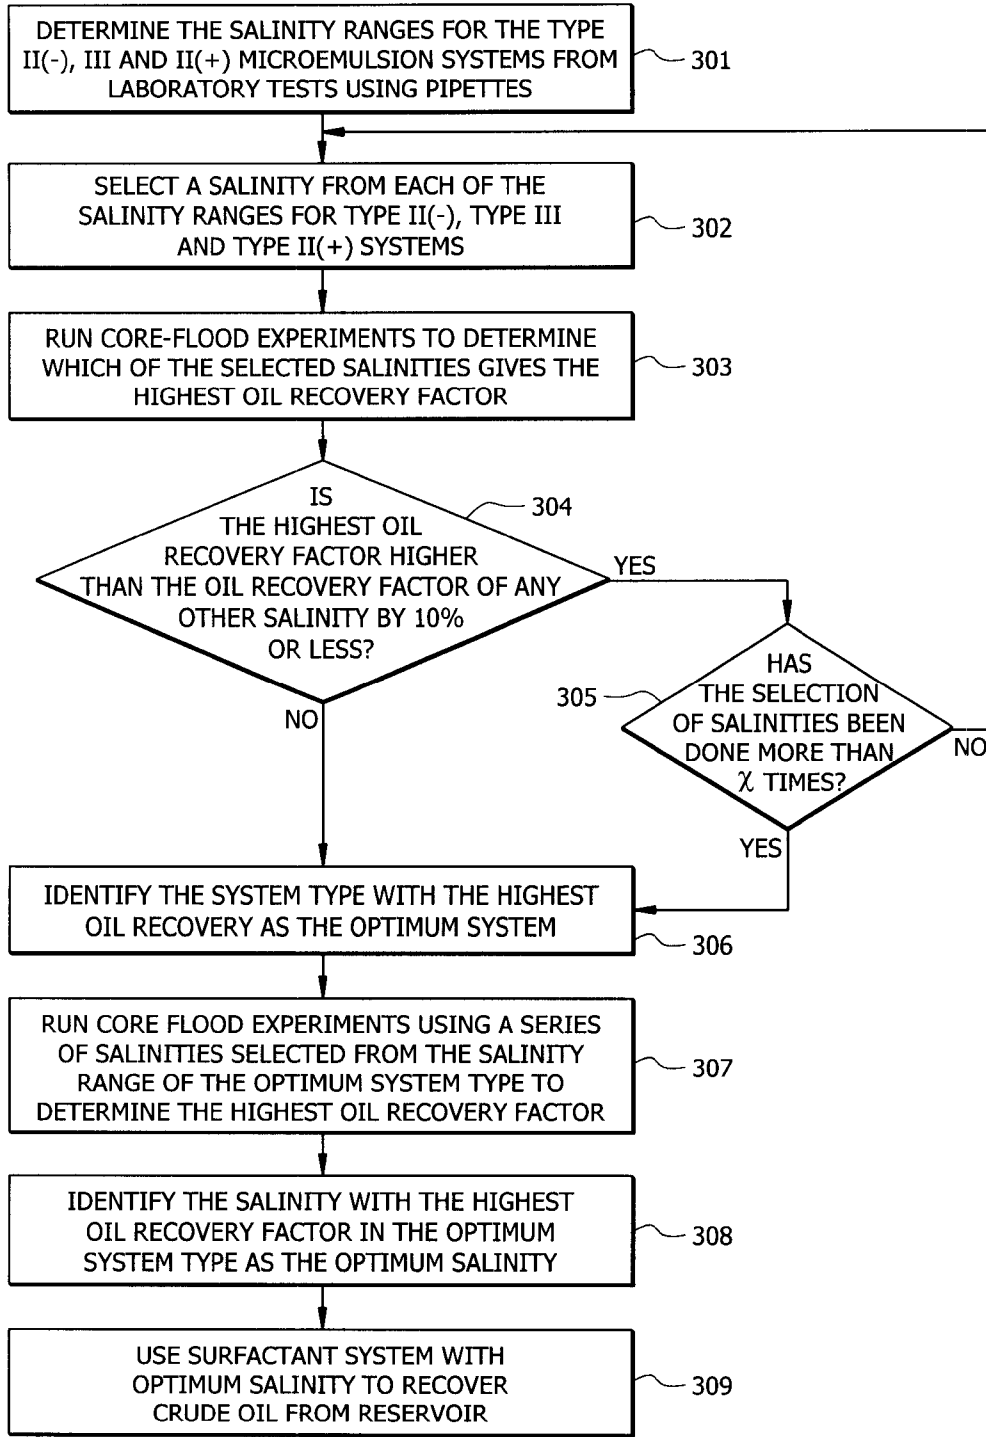 DETERMINE THE SALINITY RANGES FOR THE TYPE
II(-), III AND II(+) MICROEMULSION SYSTEMS FROM
LABORATORY TESTS USING PIPETTES
301
SELECT A SALINITY FROM EACH OF THE
SALINITY RANGES FOR TYPE II(-), TYPE III
AND TYPE II(+) SYSTEMS
302
RUN CORE-FLOOD EXPERIMENTS TO DETERMINE
WHICH OF THE SELECTED SALINITIES GIVES THE
HIGHEST OIL RECOVERY FACTOR
303
IS
THE HIGHEST OIL
RECOVERY FACTOR HIGHER
THAN THE OIL RECOVERY FACTOR OF ANY
OTHER SALINITY BY 10%
OR LESS?
304
YES
NO
HAS
THE SELECTION
OF SALINITIES BEEN
DONE MORE THAN
χ TIMES?
305
NO
YES
IDENTIFY THE SYSTEM TYPE WITH THE HIGHEST
OIL RECOVERY AS THE OPTIMUM SYSTEM
306
RUN CORE FLOOD EXPERIMENTS USING A SERIES
OF SALINITIES SELECTED FROM THE SALINITY
RANGE OF THE OPTIMUM SYSTEM TYPE TO
DETERMINE THE HIGHEST OIL RECOVERY FACTOR
307
IDENTIFY THE SALINITY WITH THE HIGHEST
OIL RECOVERY FACTOR IN THE OPTIMUM
SYSTEM TYPE AS THE OPTIMUM SALINITY
308
USE SURFACTANT SYSTEM WITH
OPTIMUM SALINITY TO RECOVER
CRUDE OIL FROM RESERVOIR
309